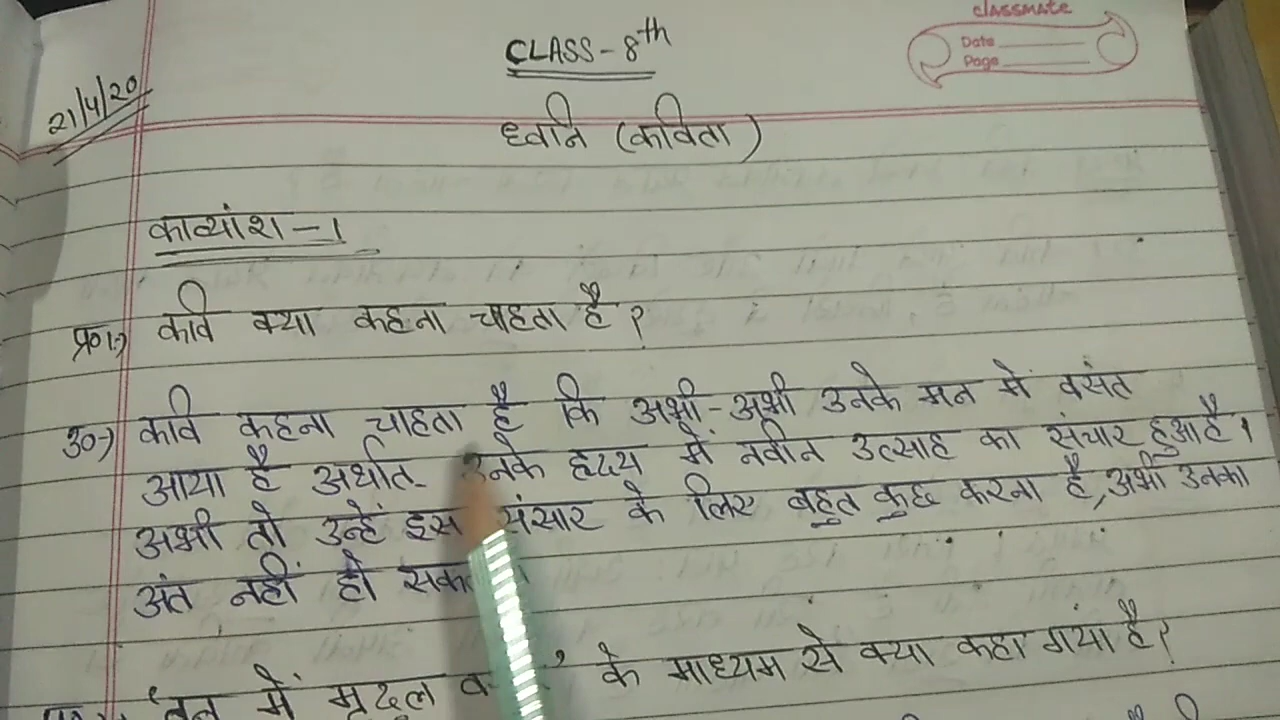 classmate
Date
Page
CLASS - 8th
21/4/20
ध्वनि (कविता)
काव्यांश - 1
प्र०1.) कवि क्या कहना चाहता है ?
उ०-) कवि कहना चाहता है कि अभी-अभी उनके मन में वसंत
आया है अर्थात- उनके हृदय में नवीन उत्साह का संचार हुआ है।
अभी तो उन्हें इस संसार के लिए बहुत कुछ करना है, अभी उनका
अंत नहीं हो
में मृदुल के माध्यम से क्या कहा गया है?